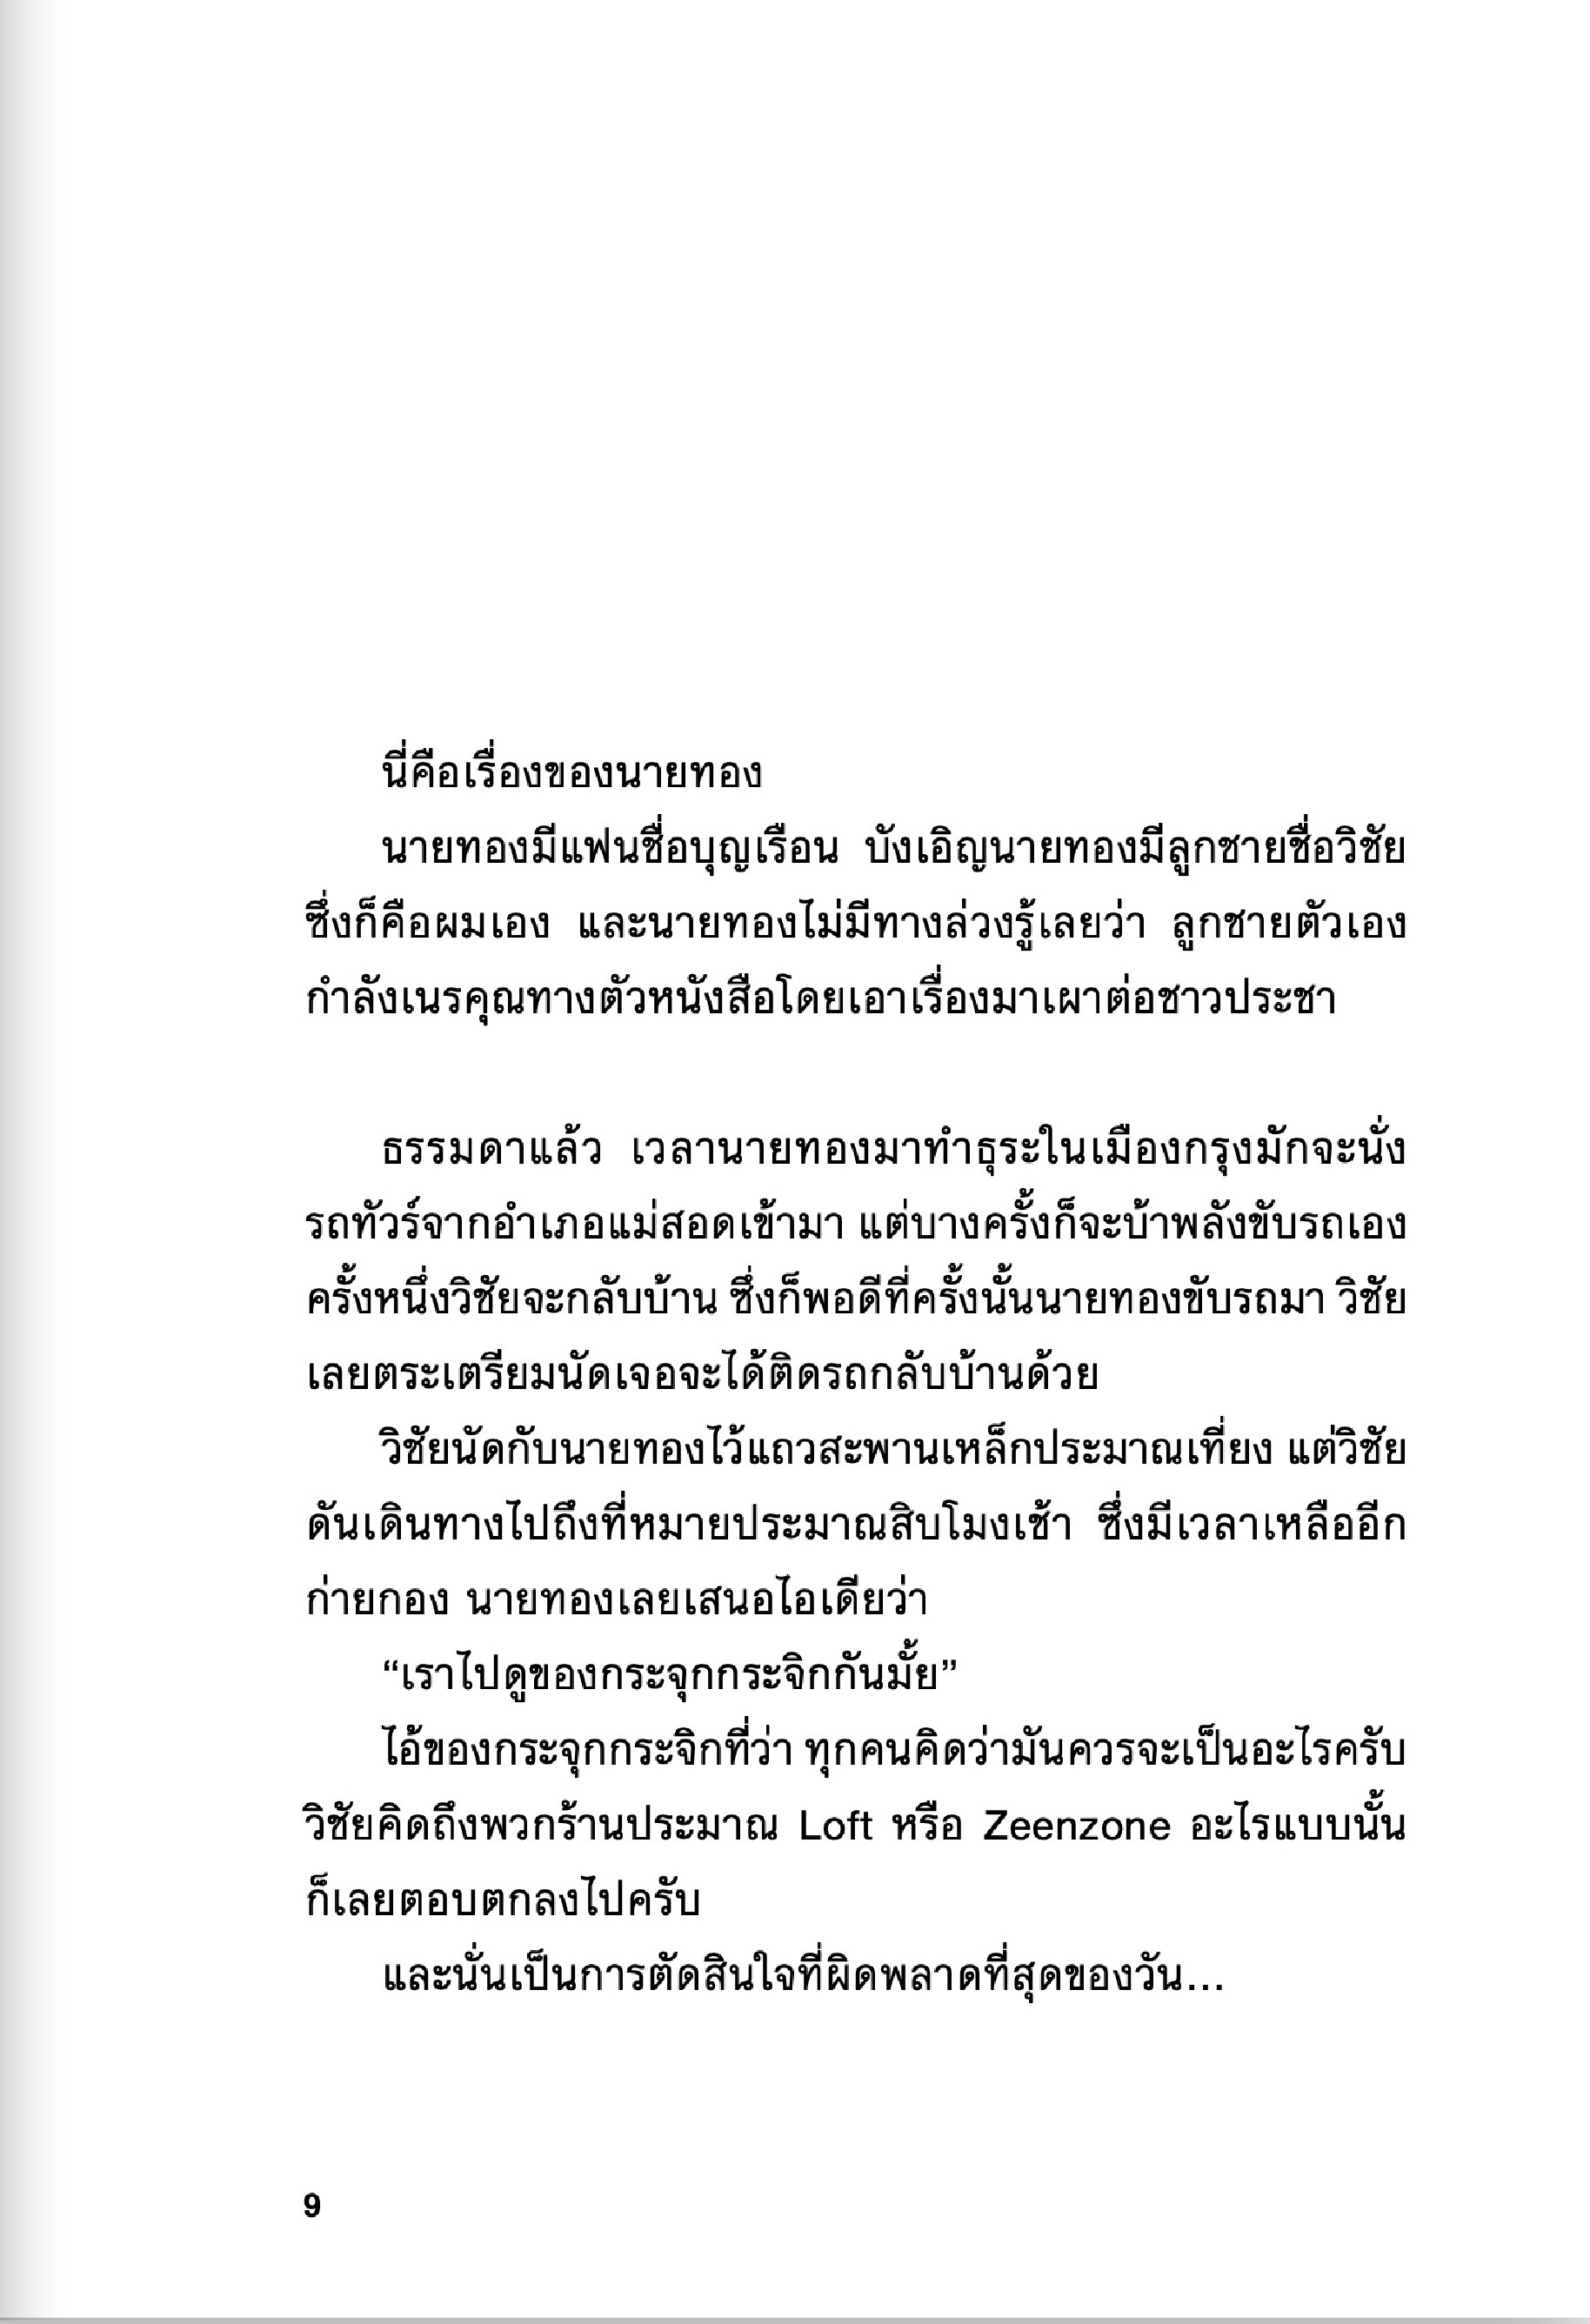 นี่คือเรื่องของนายทอง
นายทองมีแฟนชื่อบุญเรือน บังเอิญนายทองมีลูกชายชื่อวิชัย
ซึ่งก็คือผมเอง และนายทองไม่มีทางล่วงรู้เลยว่า ลูกชายตัวเอง
กำลังเนรคุณทางตัวหนังสือโดยเอาเรื่องมาเผาต่อชาวประชา
ธรรมดาแล้ว เวลานายทองมาทำธุระในเมืองกรุงมักจะนั่ง
รถทัวร์จากอำเภอแม่สอดเข้ามา แต่บางครั้งก็จะบ้าพลังขับรถเอง
ครั้งหนึ่งวิชัยจะกลับบ้าน ซึ่งก็พอดีที่ครั้งนั้นนายทองขับรถมา วิชัย
เลยตระเตรียมนัดเจอจะได้ติดรถกลับบ้านด้วย
วิชัยนัดกับนายทองไว้แถวสะพานเหล็กประมาณเที่ยง แต่วิชัย
ดันเดินทางไปถึงที่หมายประมาณสิบโมงเช้า ซึ่งมีเวลาเหลืออีก
ก่ายกอง นายทองเลยเสนอไอเดียว่า
“เราไปดูของกระจุกกระจิกกันมั้ย”
ไอ้ของกระจุกกระจิกที่ว่า ทุกคนคิดว่ามันควรจะเป็นอะไรครับ
วิชัยคิดถึงพวกร้านประมาณ Loft หรือ Zeenzone อะไรแบบนั้น
ก็เลยตอบตกลงไปครับ
และนั่นเป็นการตัดสินใจที่ผิดพลาดที่สุดของวัน...
9